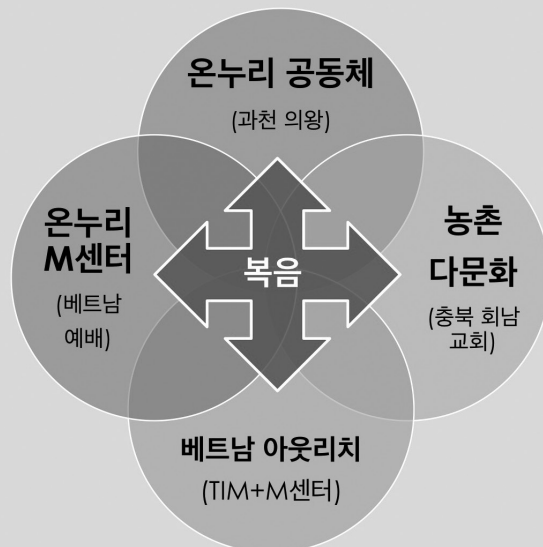 온누리 공동체
(과천 의왕)
온누리
M센터
(베트남
예배)
복음
농촌
다문화
(충북 회남
교회)
베트남 아웃리치
(TIM+M센터)